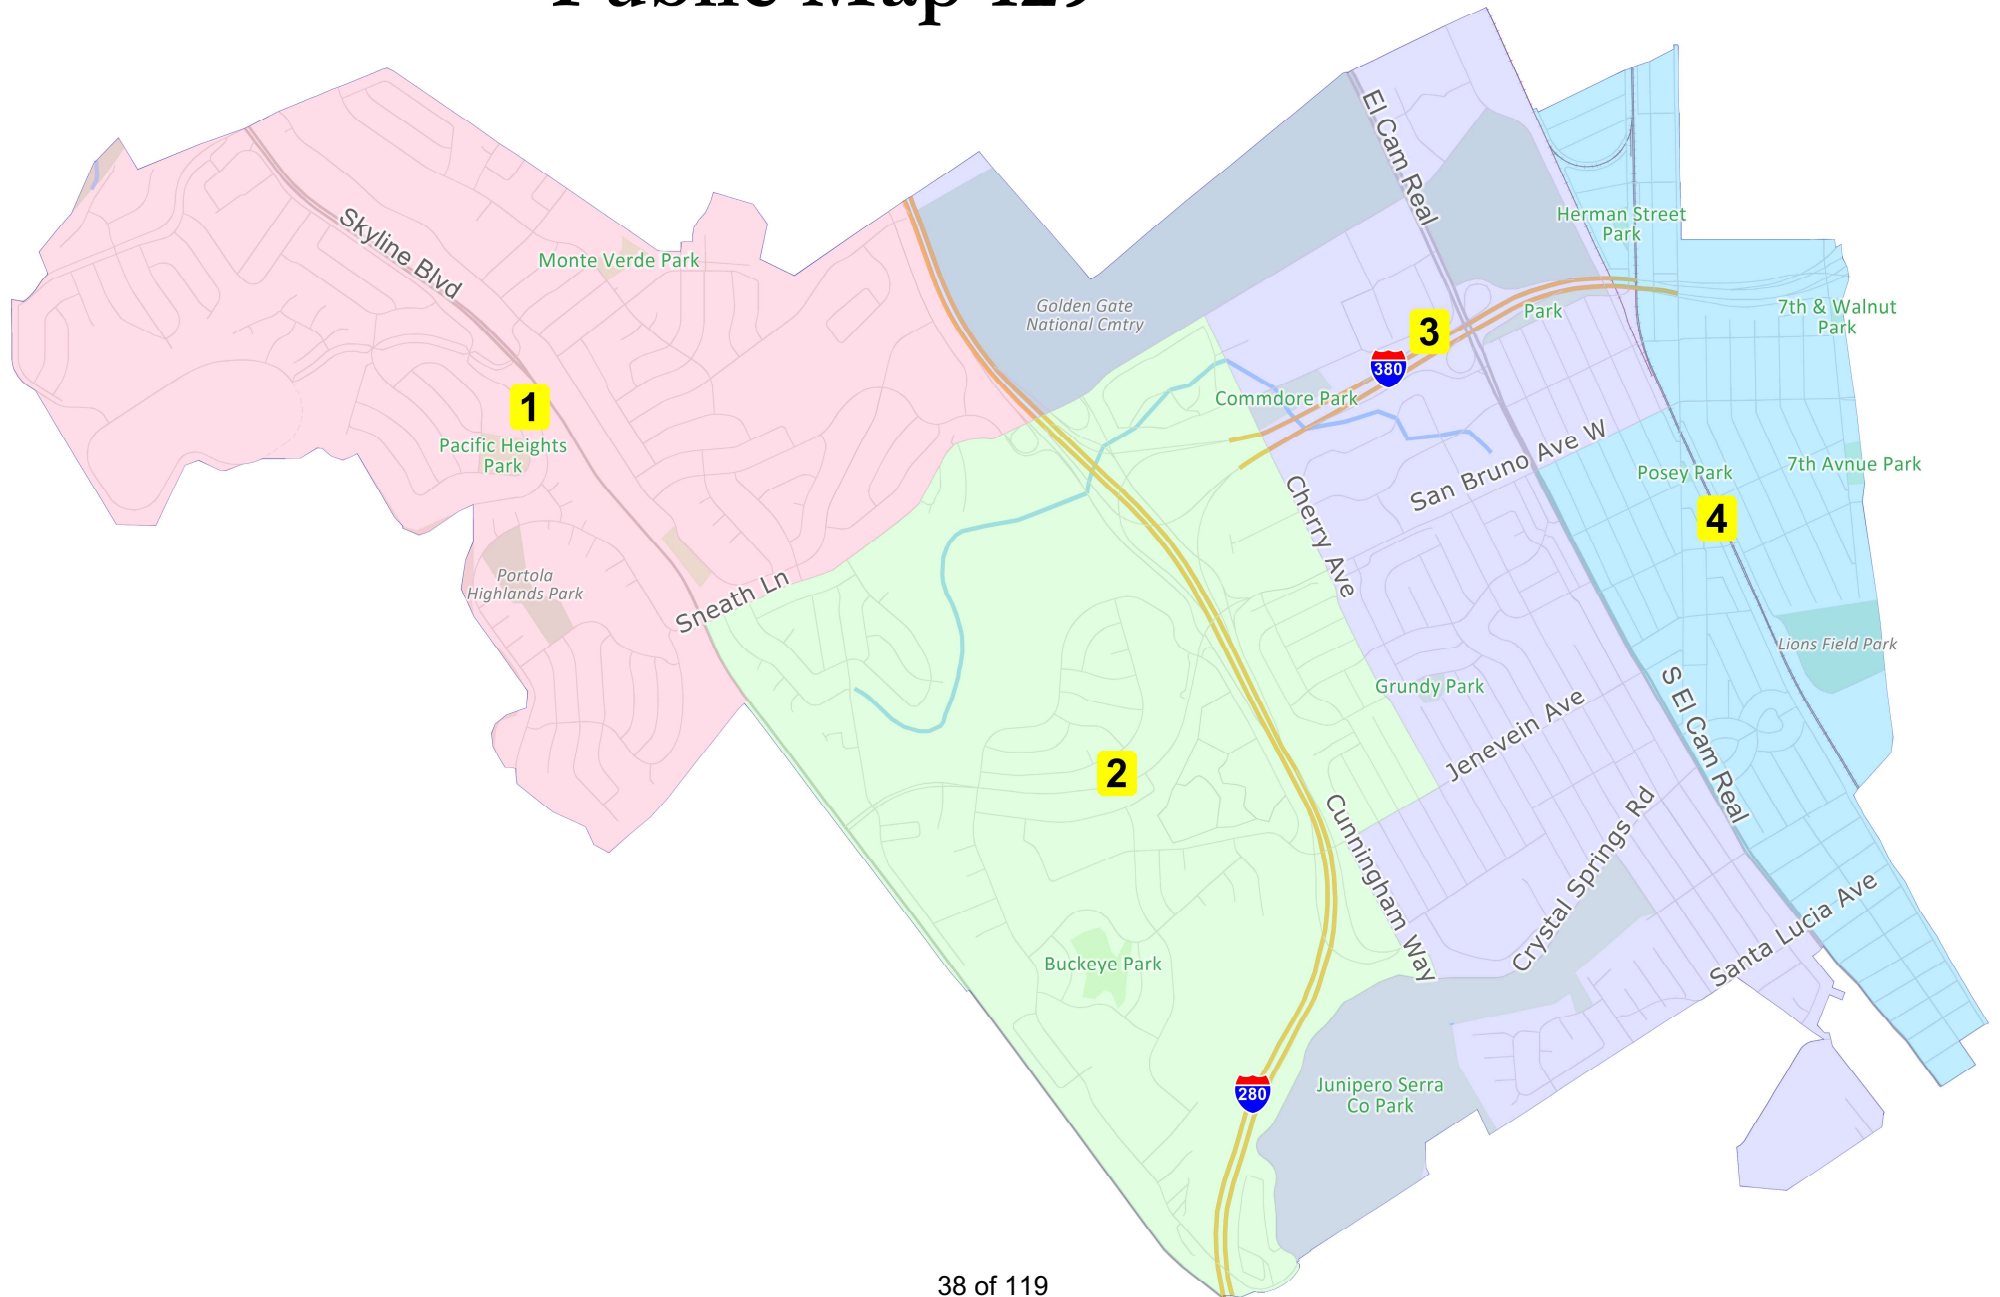 Public Map 129
El Cam Real
Skyline Blvd
Monte Verde Park
Herman Street
Park
Golden Gate
National Cmtry
7th & Walnut
Park
Park
3
380
1
Commdore Park
Pacific Heights
Park
San Bruno Ave W
Posey Park
7th Avnue Park
Cherry Ave
4
Portola
Highlands Park
Sneath Ln
Lions Field Park
Grundy Park
S El Cam Real
Jenevein Ave
2
Cunningham Way
Crystal Springs Rd
Santa Lucia Ave
Buckeye Park
280
Junipero Serra
Co Park
38 of 119